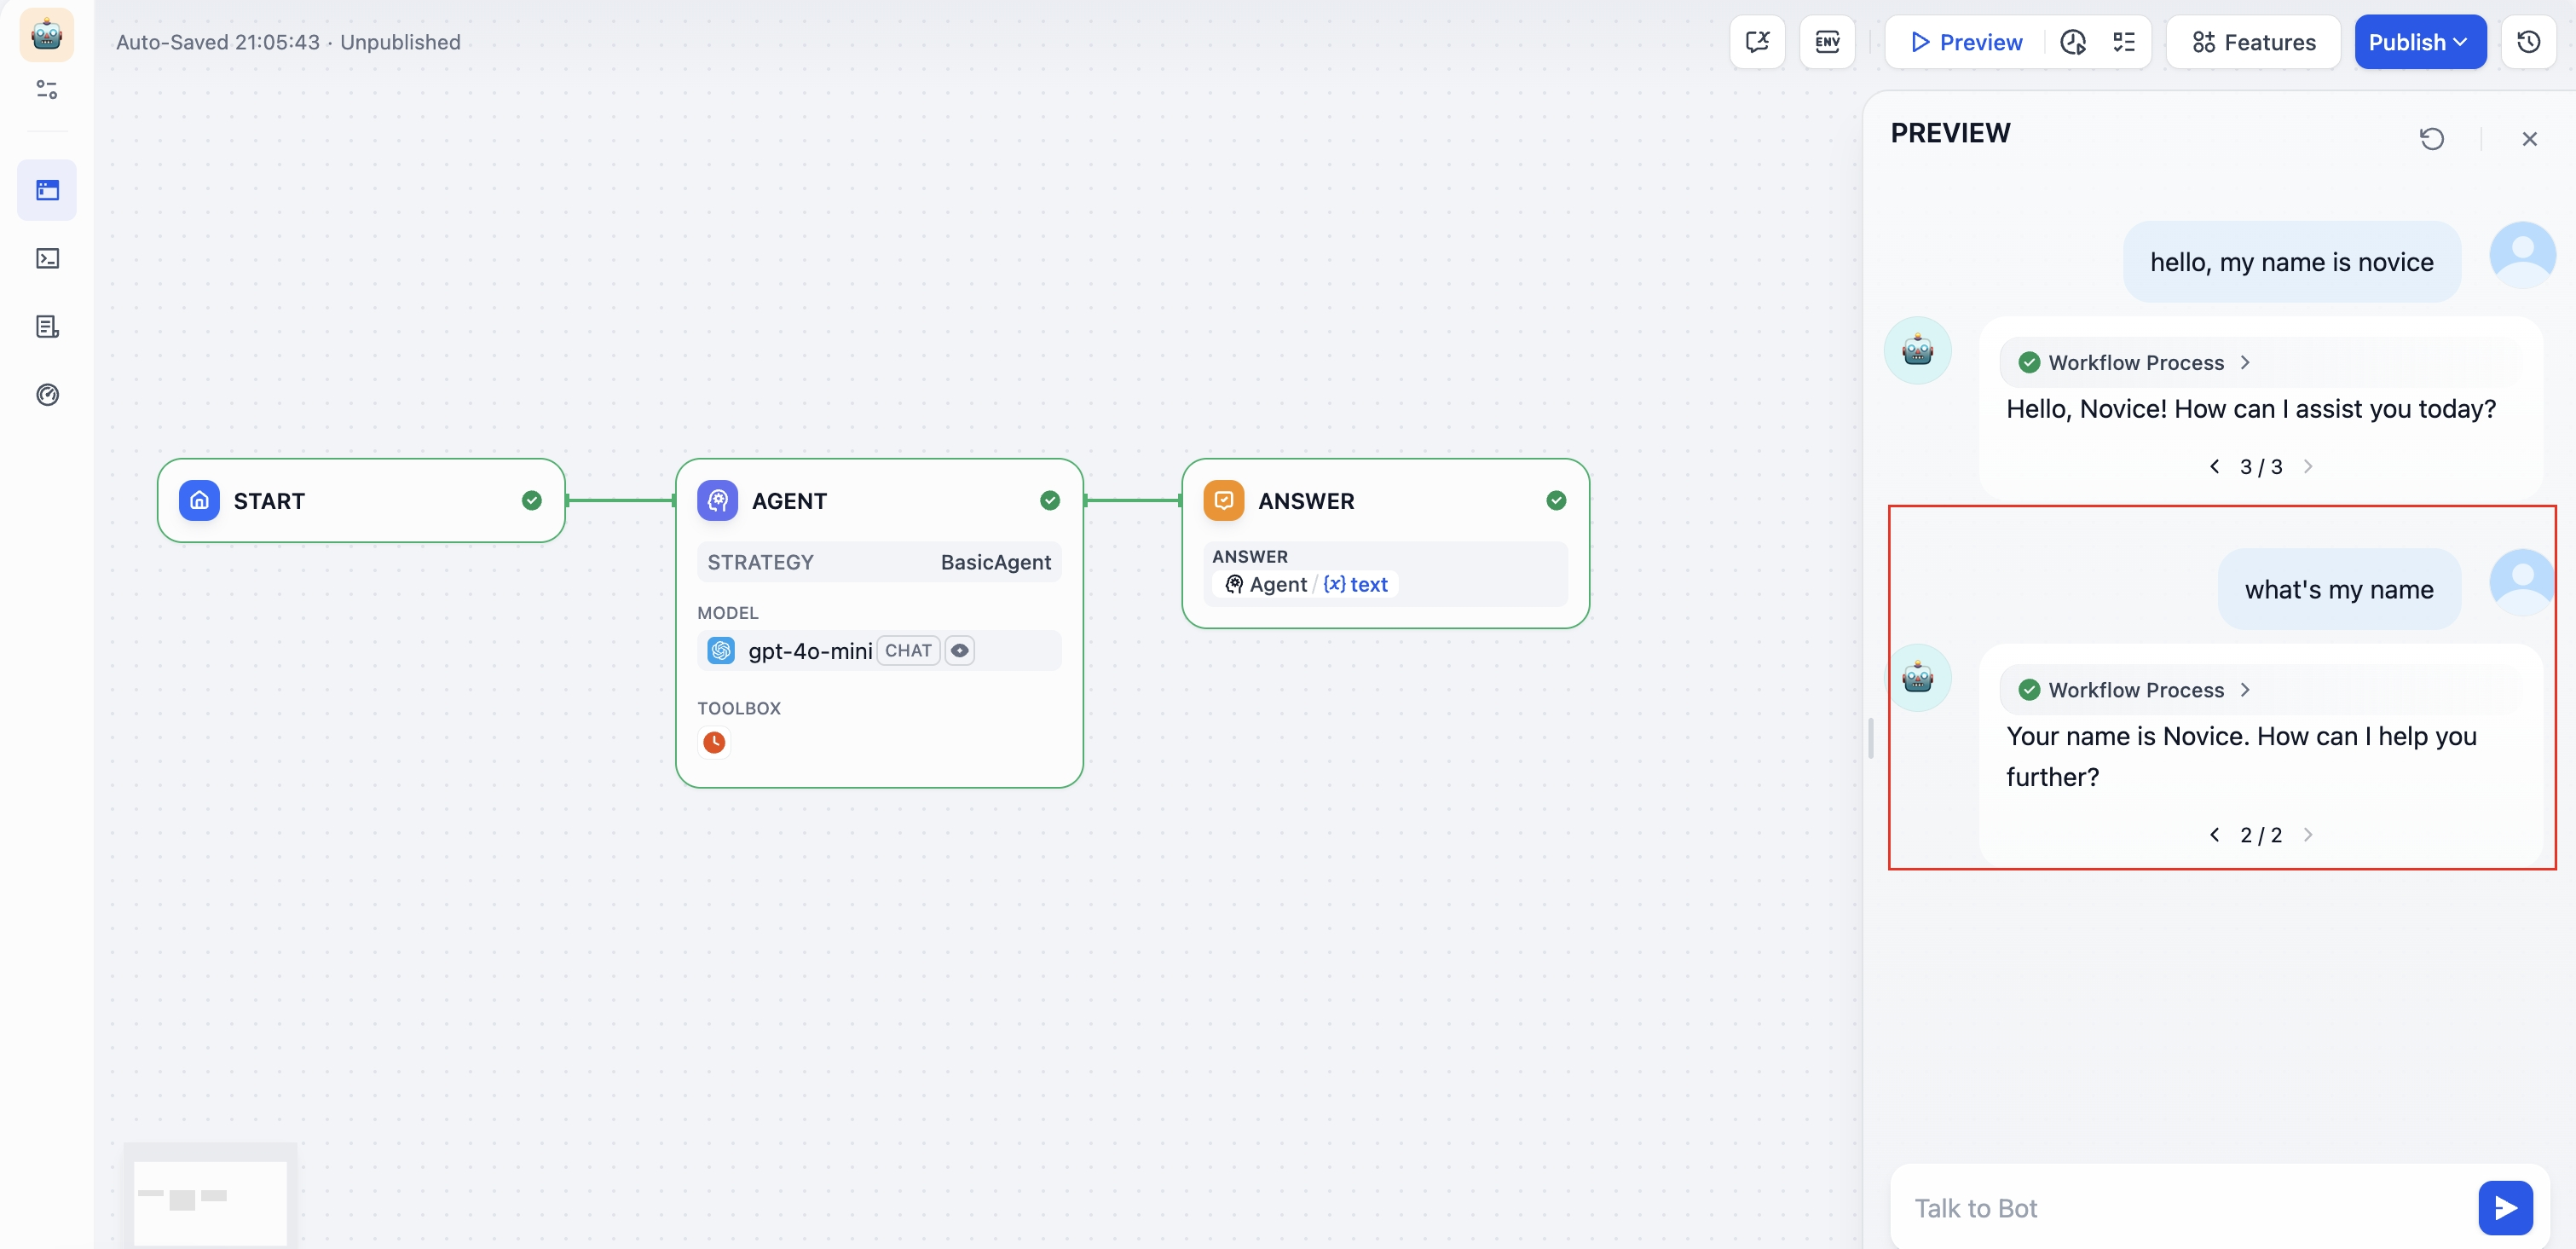 Auto-Saved 21:05:43 · Unpublished
ENV
Preview
Features
Publish
PREVIEW
hello, my name is novice
Workflow Process
Hello, Novice! How can I assist you today?
3 / 3
what's my name
Workflow Process
Your name is Novice. How can I help you
further?
2 / 2
Talk to Bot
START
AGENT
STRATEGY BasicAgent
MODEL
gpt-4o-mini CHAT
TOOLBOX
ANSWER
ANSWER
Agent / {x} text